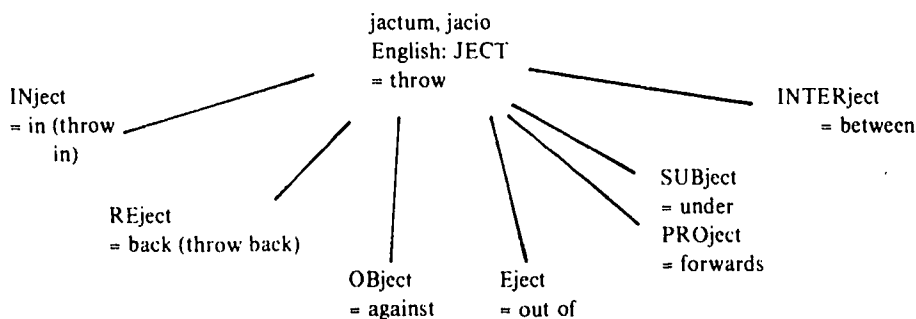 jactum, jacio
English: JECT
= throw
INject
= in (throw
in)
INTERject
= between
REject
= back (throw back)
SUBject
= under
PROject
= forwards
OBject
= against
Eject
= out of